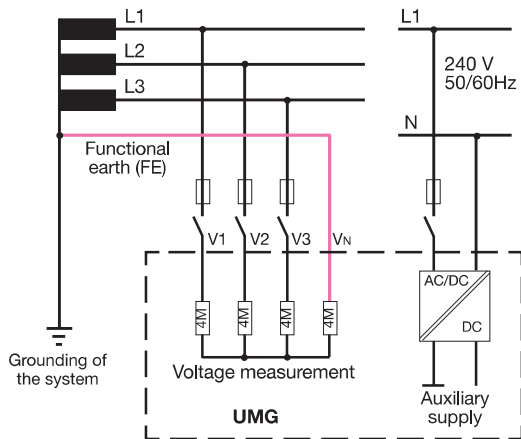 L1
L1
L2
240 V
50/60Hz
L3
N
Functional
earth (FE)
V1
V2
V3
VN
AC/DC
DC
4M
4M
4M
4M
Grounding of
the system
Voltage measurement
Auxiliary
supply
UMG